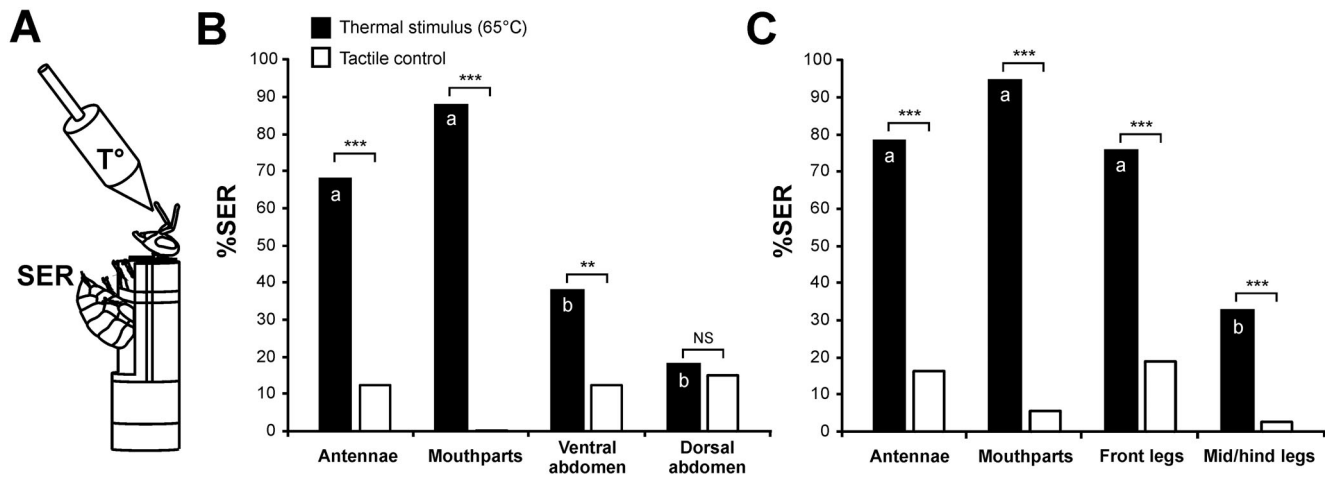 A
T°
SER
B
Thermal stimulus (65°C)
Tactile control
%SER
100
90
80
70
60
50
40
30
20
10
0
***
a
***
a
**
b
NS
b
Antennae
Mouthparts
Ventral
abdomen
Dorsal
abdomen
C
%SER
100
90
80
70
60
50
40
30
20
10
0
***
a
***
a
***
a
***
b
Antennae
Mouthparts
Front legs
Mid/hind legs